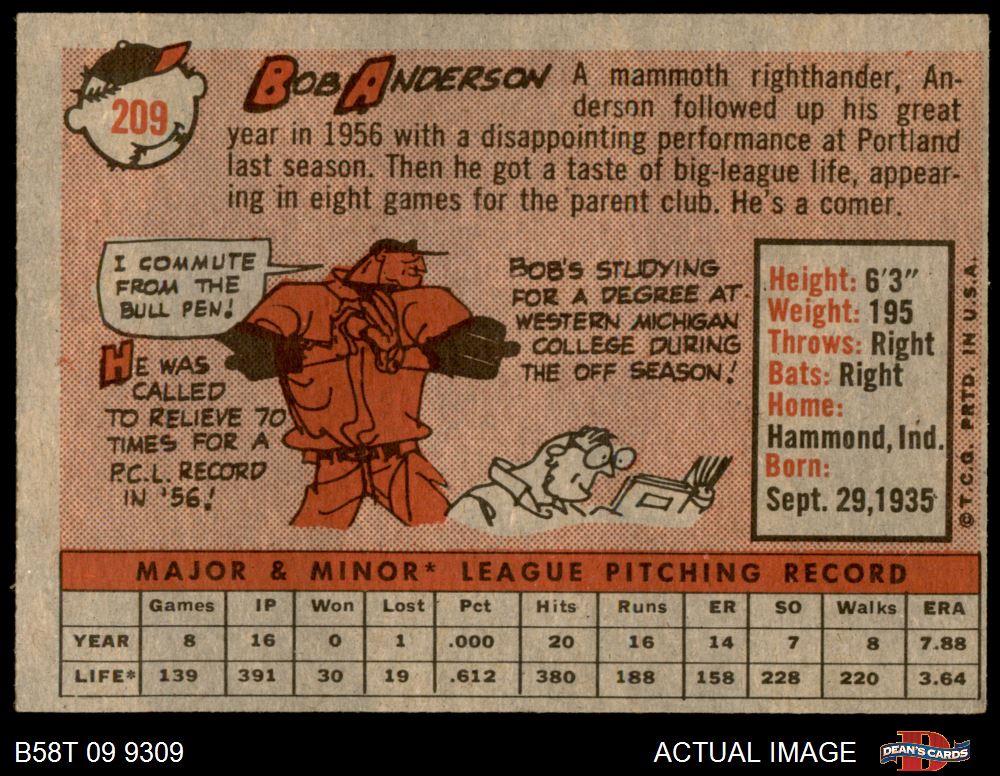 209
BOB ANDERSON
A mammoth righthander, An-
derson followed up his great
year in 1956 with a disappointing performance at Portland
last season. Then he got a taste of big-league life, appear-
ing in eight games for the parent club. He's a comer.
I COMMUTE
FROM THE
BULL PEN!
HE WAS
CALLED
TO RELIEVE 70
TIMES FOR A
P.C.L. RECORD
IN '56!
BOB'S STUDYING
FOR A DEGREE AT
WESTERN MICHIGAN
COLLEGE DURING
THE OFF SEASON!
Height: 6'3"
Weight: 195
Throws: Right
Bats: Right
Home:
Hammond, Ind.
Born:
Sept. 29, 1935
© T.C.G. PRTD. IN U.S.A.
MAJOR & MINOR* LEAGUE PITCHING RECORD
Games IP Won Lost Pct Hits Runs ER SO Walks ERA
YEAR 8 16 0 1 .000 20 16 14 7 8 7.88
LIFE* 139 391 30 19 .612 380 188 158 228 220 3.64
B58T 09 9309
ACTUAL IMAGE
D
DEAN'S CARDS